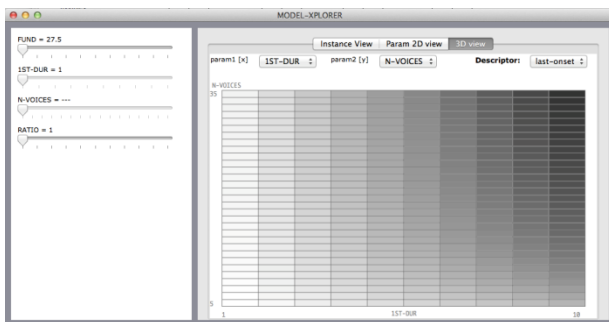 MODEL-XPLORER
FUND = 27.5
1ST-DUR = 1
N-VOICES = ---
RATIO = 1
Instance View Param 2D view 3D view
param1 [x] 1ST-DUR param2 [y] N-VOICES Descriptor: last-onset
N-VOICES
35
5
1 1ST-DUR 10